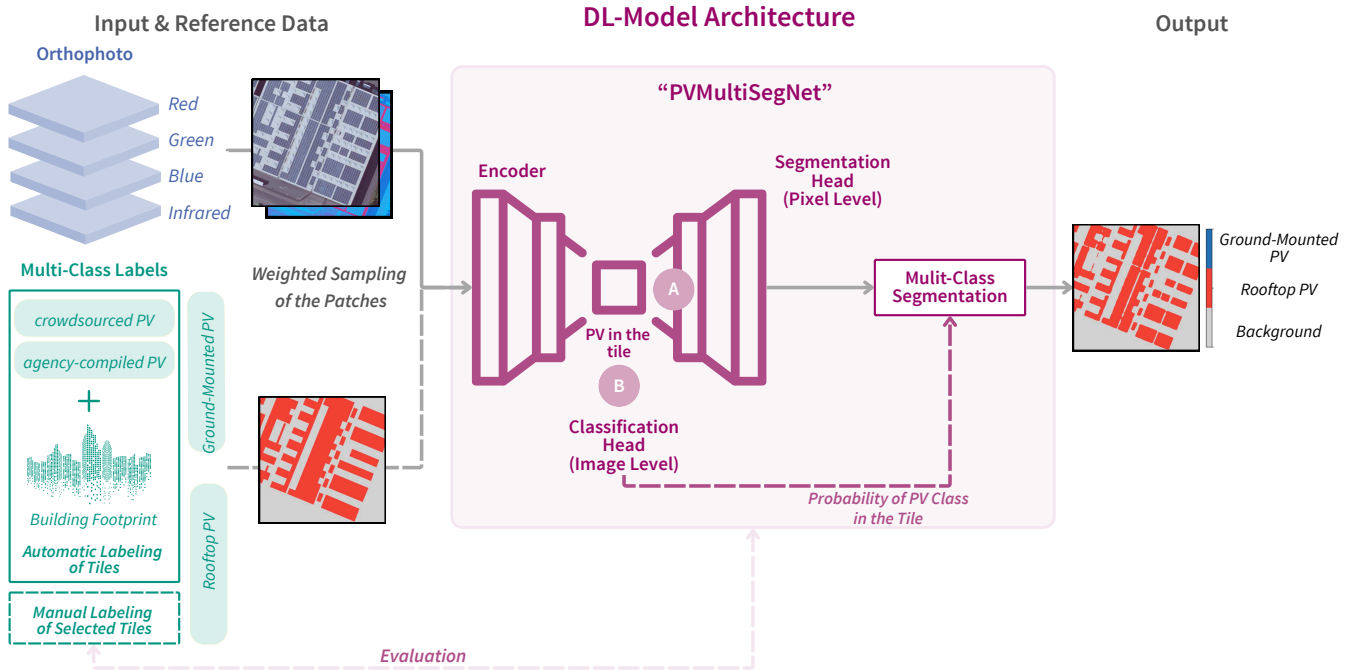 Input & Reference Data
DL-Model Architecture
Output
Orthophoto
Red
Green
Blue
Infrared
Multi-Class Labels
crowdsourced PV
agency-compiled PV
+
Building Footprint
Automatic Labeling
of Tiles
Manual Labeling
of Selected Tiles
Ground-Mounted PV
Rooftop PV
Weighted Sampling
of the Patches
“PVMultiSegNet”
Encoder
Segmentation
Head
(Pixel Level)
A
PV in the
tile
B
Classification
Head
(Image Level)
Mulit-Class
Segmentation
Probability of PV Class
in the Tile
Ground-Mounted
PV
Rooftop PV
Background
Evaluation